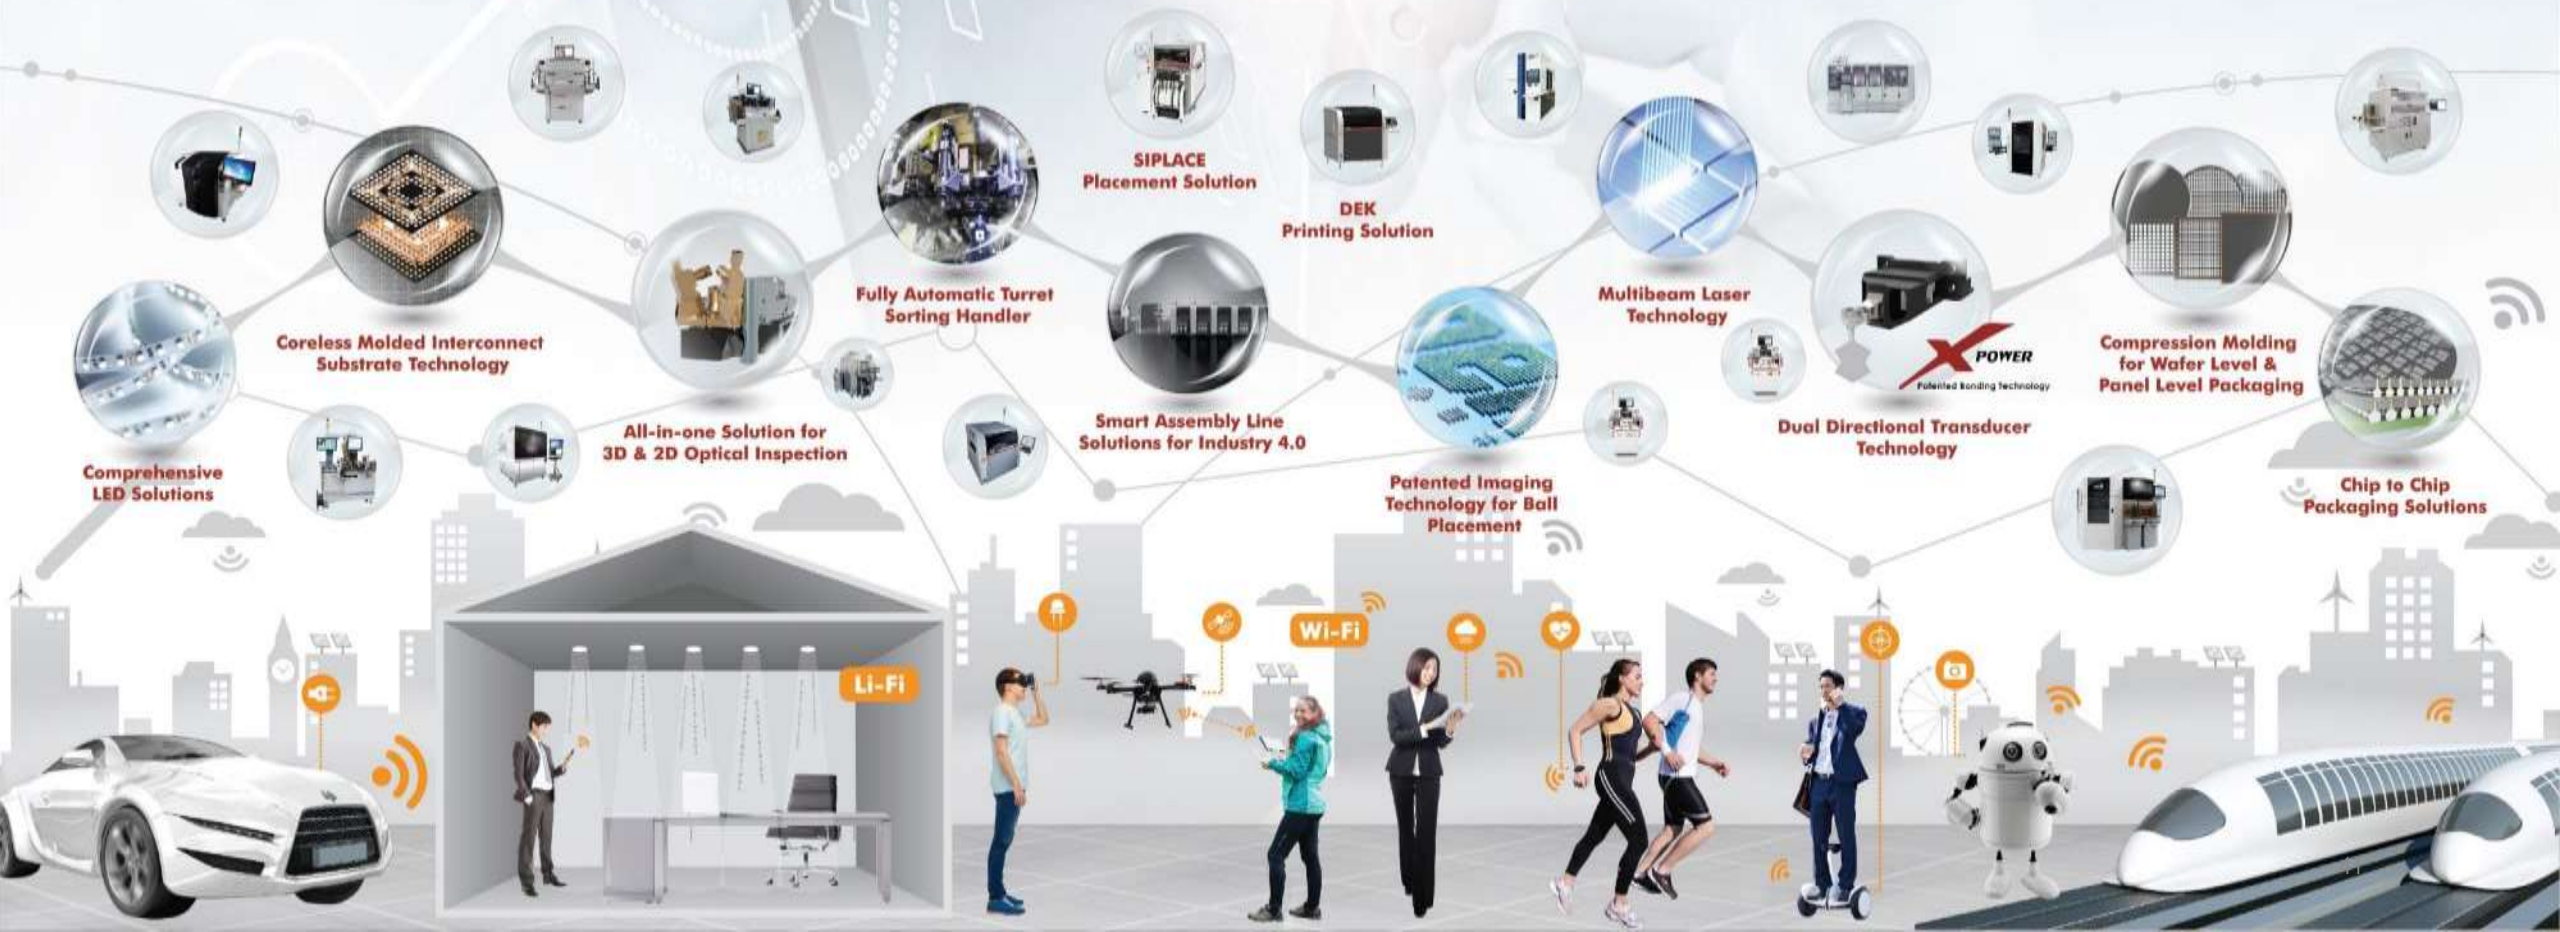 SIPLACE
Placement Solution
DEK
Printing Solution
Fully Automatic Turret
Sorting Handler
Multibeam Laser
Technology
Coreless Molded Interconnect
Substrate Technology
Compression Molding
for Wafer Level &
Panel Level Packaging
X POWER
Patented Bonding Technology
Smart Assembly Line
Solutions for Industry 4.0
All-in-one Solution for
3D & 2D Optical Inspection
Dual Directional Transducer
Technology
Comprehensive
LED Solutions
Patented Imaging
Technology for Ball
Placement
Chip to Chip
Packaging Solutions
Wi-Fi
Li-Fi